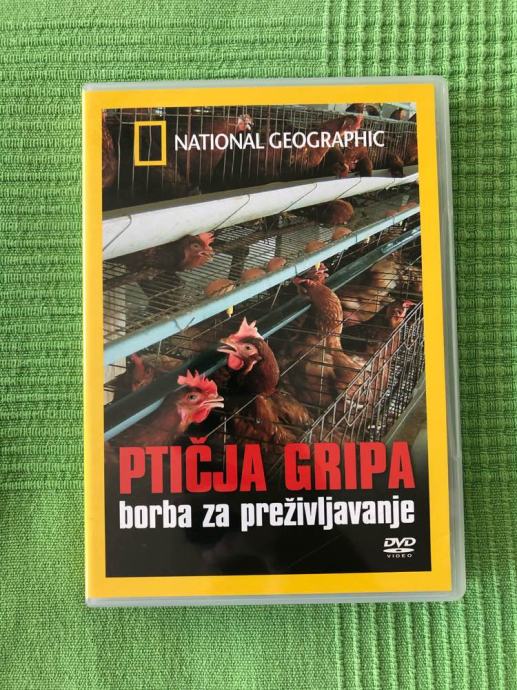 NATIONAL GEOGRAPHIC
PTIČJA GRIPA
borba za preživljavanje
DVD
VIDEO